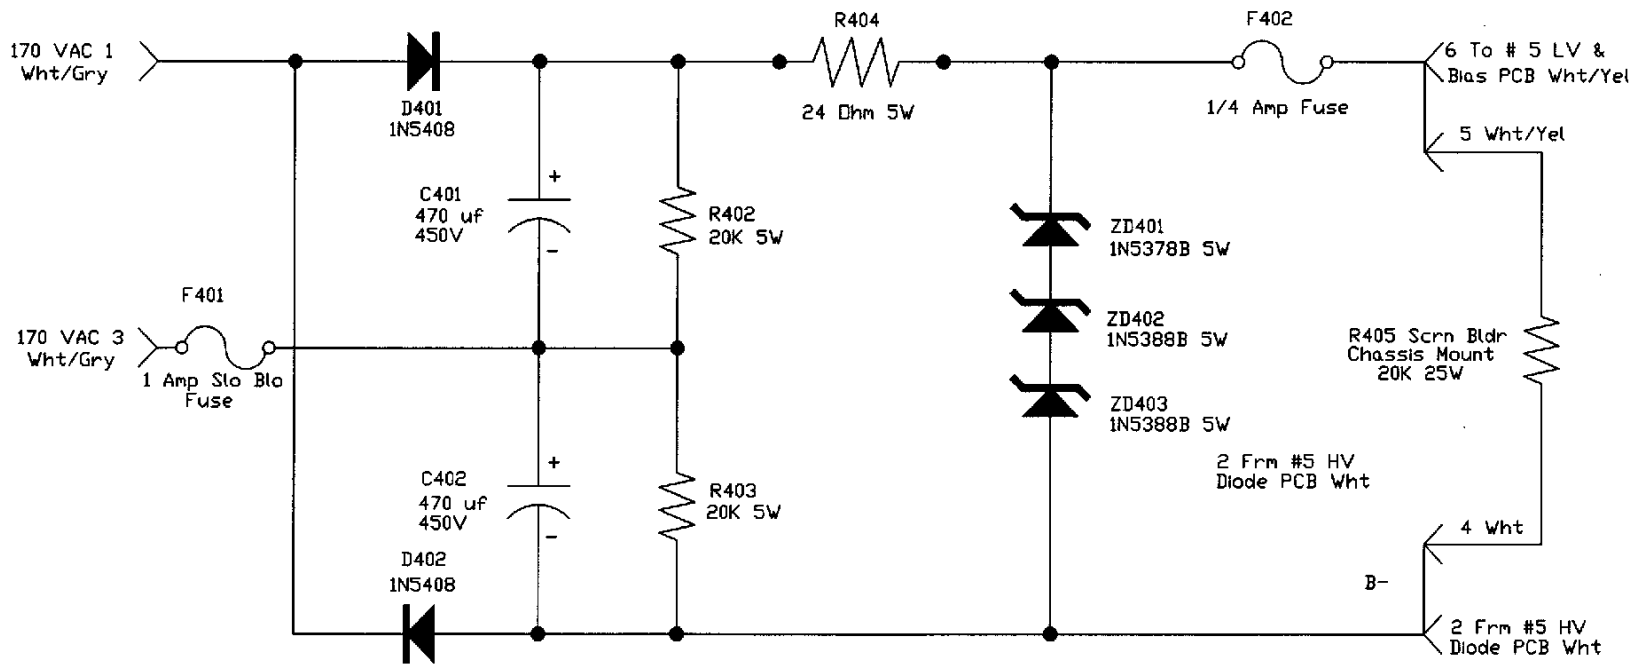 R404
F402
170 VAC 1
Wht/Gry
6 To # 5 LV &
Bias PCB Wht/Yel
D401
1N5408
24 Ohm 5W
1/4 Amp Fuse
5 Wht/Yel
+
C401
470 uf
450V
-
R402
20K 5W
ZD401
1N5378B 5W
F401
170 VAC 3
Wht/Gry
1 Amp Slo Blo
Fuse
ZD402
1N5388B 5W
R405 Scrn Bldr
Chassis Mount
20K 25W
ZD403
1N5388B 5W
2 Frm #5 HV
Diode PCB Wht
+
C402
470 uf
450V
-
R403
20K 5W
4 Wht
D402
1N5408
B-
2 Frm #5 HV
Diode PCB Wht